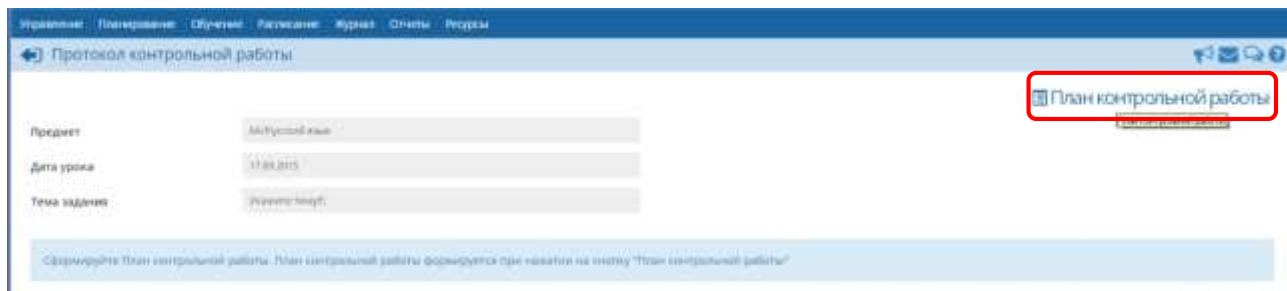 Управление Планирование Обучение Расписание Журнал Отчеты Ресурсы
Протокол контрольной работы
План контрольной работы
Предмет
Дата урока
Тема задания
Сформируйте План контрольной работы. План контрольной работы формируется при нажатии на кнопку "План контрольной работы"